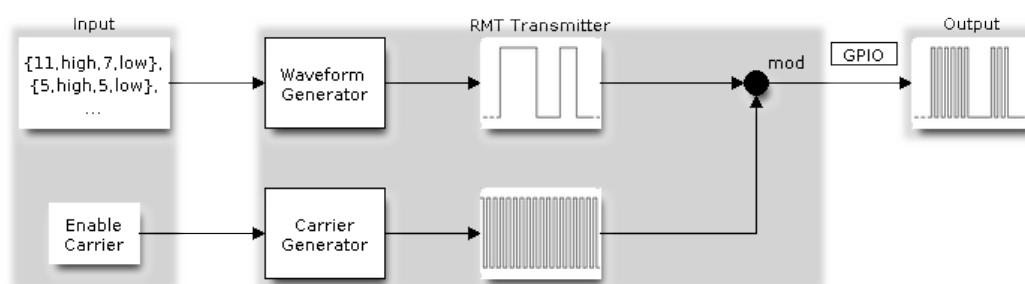 Input
RMT Transmitter
Output
{11,high,7,low},
{5,high,5,low},
...
Waveform
Generator
mod
GPIO
Enable
Carrier
Carrier
Generator